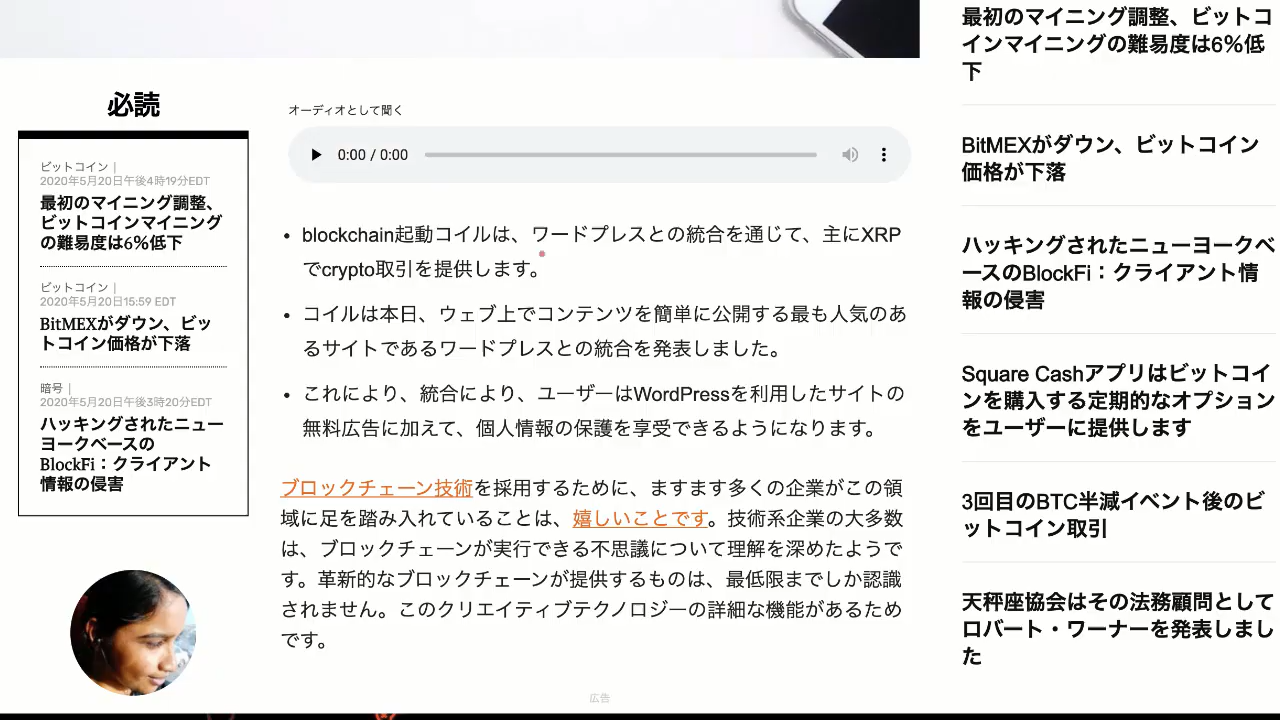 必読
ビットコイン |
2020年5月20日午後4時19分EDT
最初のマイニング調整、
ビットコインマイニング
の難易度は6%低下
ビットコイン |
2020年5月20日15:59 EDT
BitMEXがダウン、ビッ
トコイン価格が下落
暗号 |
2020年5月20日午後3時20分EDT
ハッキングされたニュー
ヨークベースの
BlockFi：クライアント
情報の侵害
オーディオとして聞く
0:00 / 0:00
• blockchain起動コイルは、ワードプレスとの統合を通じて、主にXRP
でcrypto取引を提供します。
• コイルは本日、ウェブ上でコンテンツを簡単に公開する最も人気のあ
るサイトであるワードプレスとの統合を発表しました。
• これにより、統合により、ユーザーはWordPressを利用したサイトの
無料広告に加えて、個人情報の保護を享受できるようになります。
ブロックチェーン技術を採用するために、ますます多くの企業がこの領
域に足を踏み入れていることは、嬉しいことです。技術系企業の大多数
は、ブロックチェーンが実行できる不思議について理解を深めたようで
す。革新的なブロックチェーンが提供するものは、最低限までしか認識
されません。このクリエイティブテクノロジーの詳細な機能があるため
です。
広告
最初のマイニング調整、ビットコ
インマイニングの難易度は6%低
下
BitMEXがダウン、ビットコイン
価格が下落
ハッキングされたニューヨークベ
ースのBlockFi：クライアント情
報の侵害
Square Cashアプリはビットコイ
ンを購入する定期的なオプション
をユーザーに提供します
3回目のBTC半減イベント後のビ
ットコイン取引
天秤座協会はその法務顧問として
ロバート・ワーナーを発表しまし
た